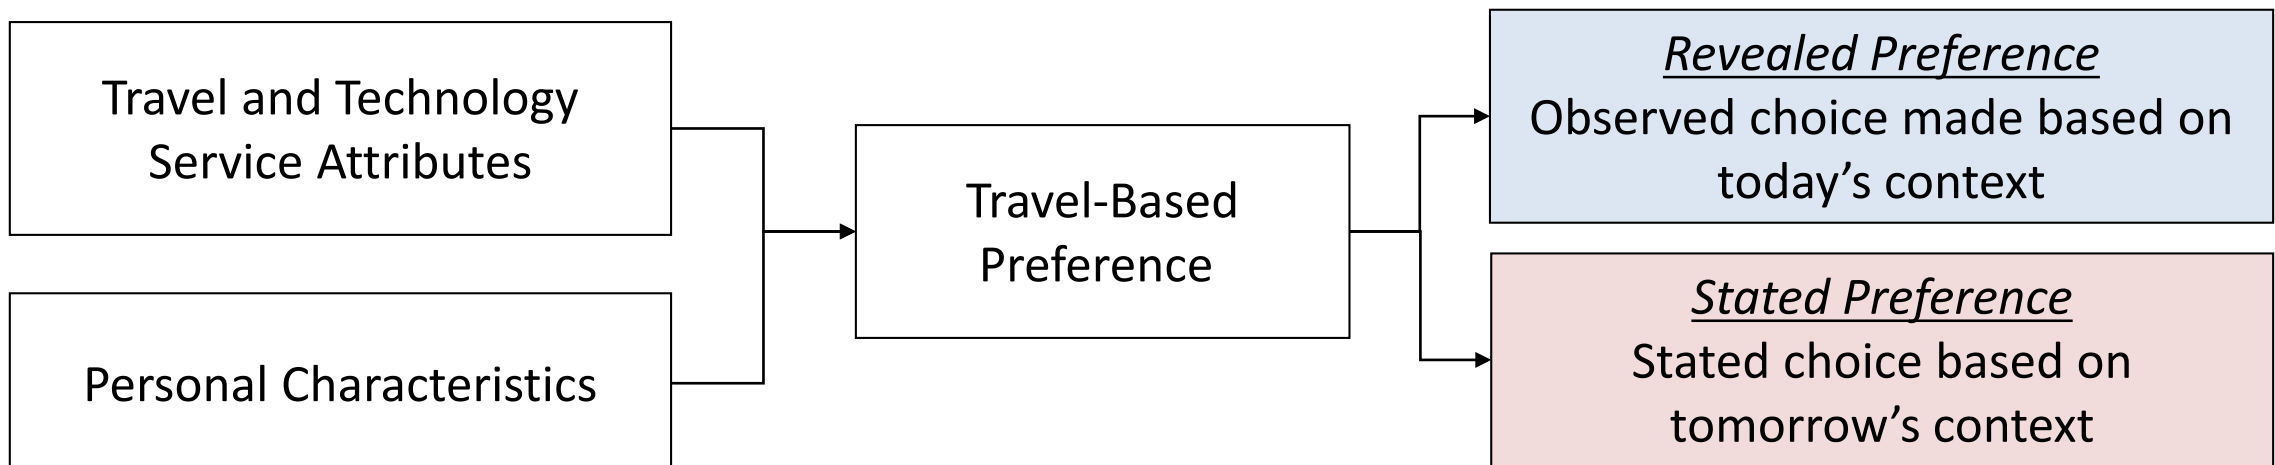 Travel and Technology
Service Attributes
Personal Characteristics
Travel-Based
Preference
Revealed Preference
Observed choice made based on
today’s context
Stated Preference
Stated choice based on
tomorrow’s context